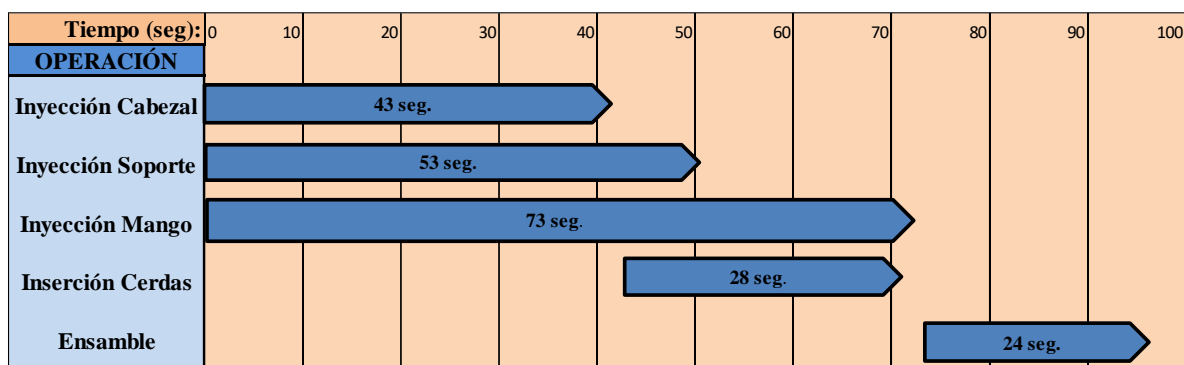 Tiempo (seg): 0 10 20 30 40 50 60 70 80 90 100
OPERACIÓN
Inyección Cabezal 43 seg.
Inyección Soporte 53 seg.
Inyección Mango 73 seg.
Inserción Cerdas 28 seg.
Ensamble 24 seg.